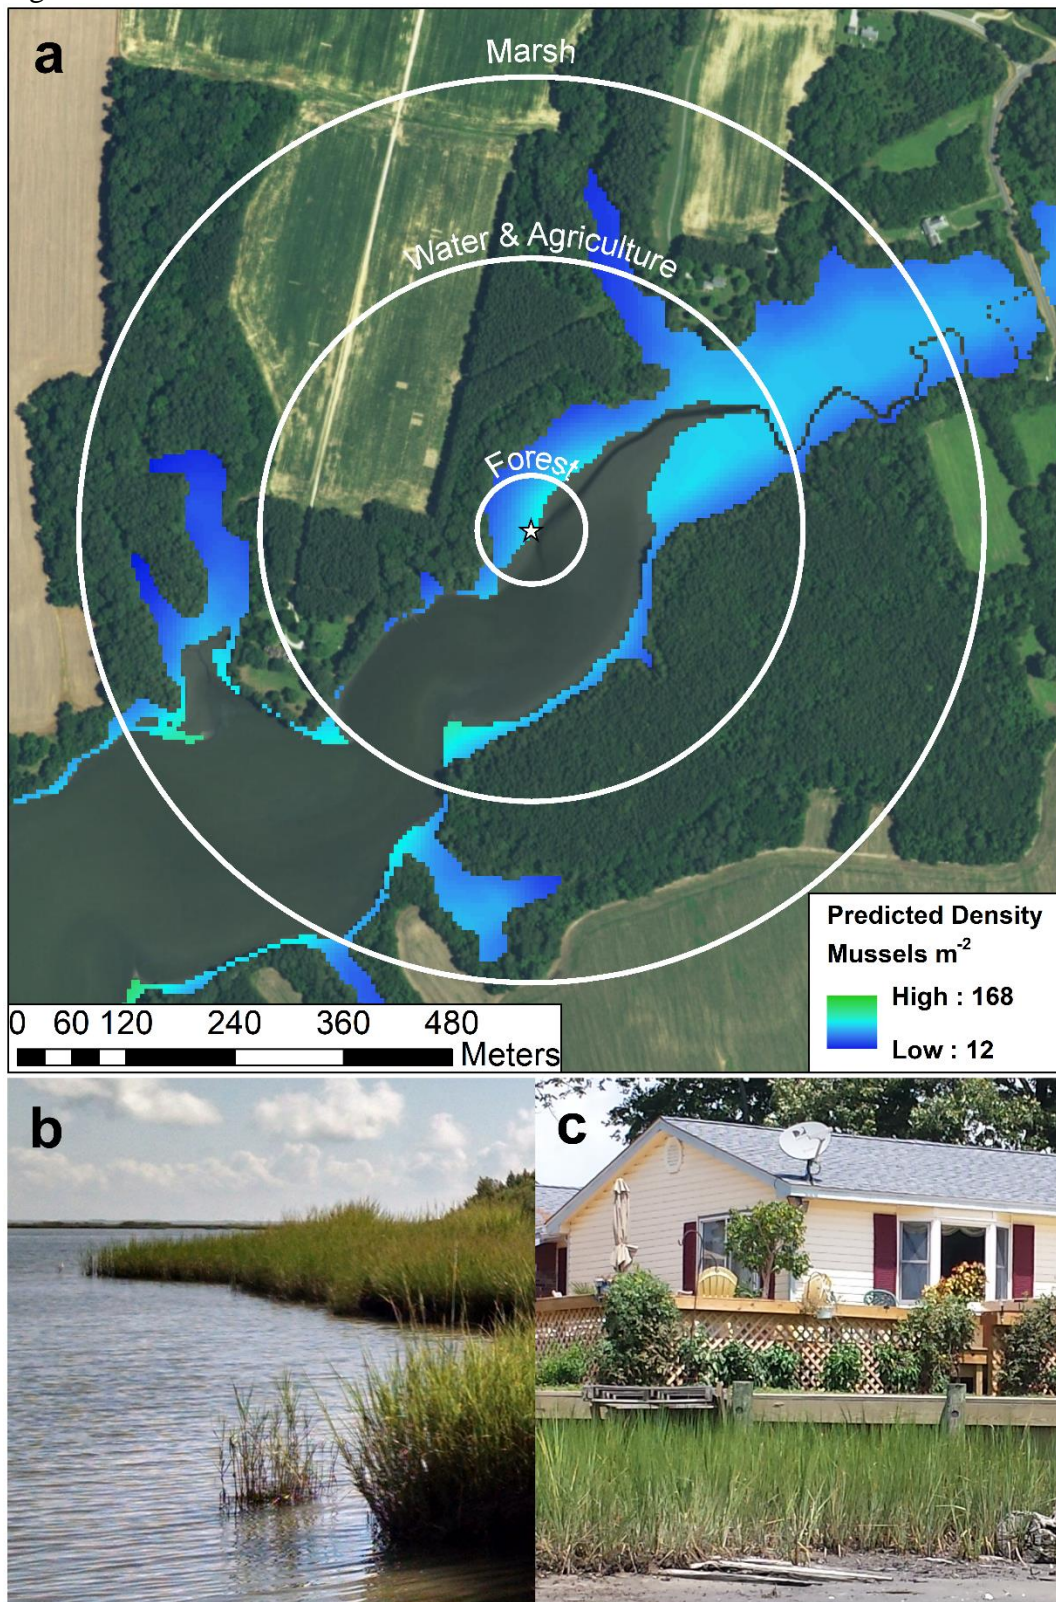 a
Marsh
Water & Agriculture
Forest
Predicted Density
Mussels m⁻²
High : 168
Low : 12
0 60 120 240 360 480
Meters
b
c